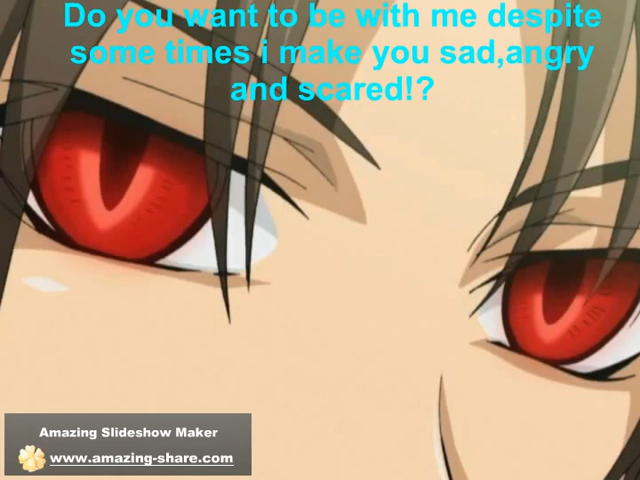 Do you want to be with me despite
some times i make you sad,angry
and scared!?
Amazing Slideshow Maker
www.amazing-share.com